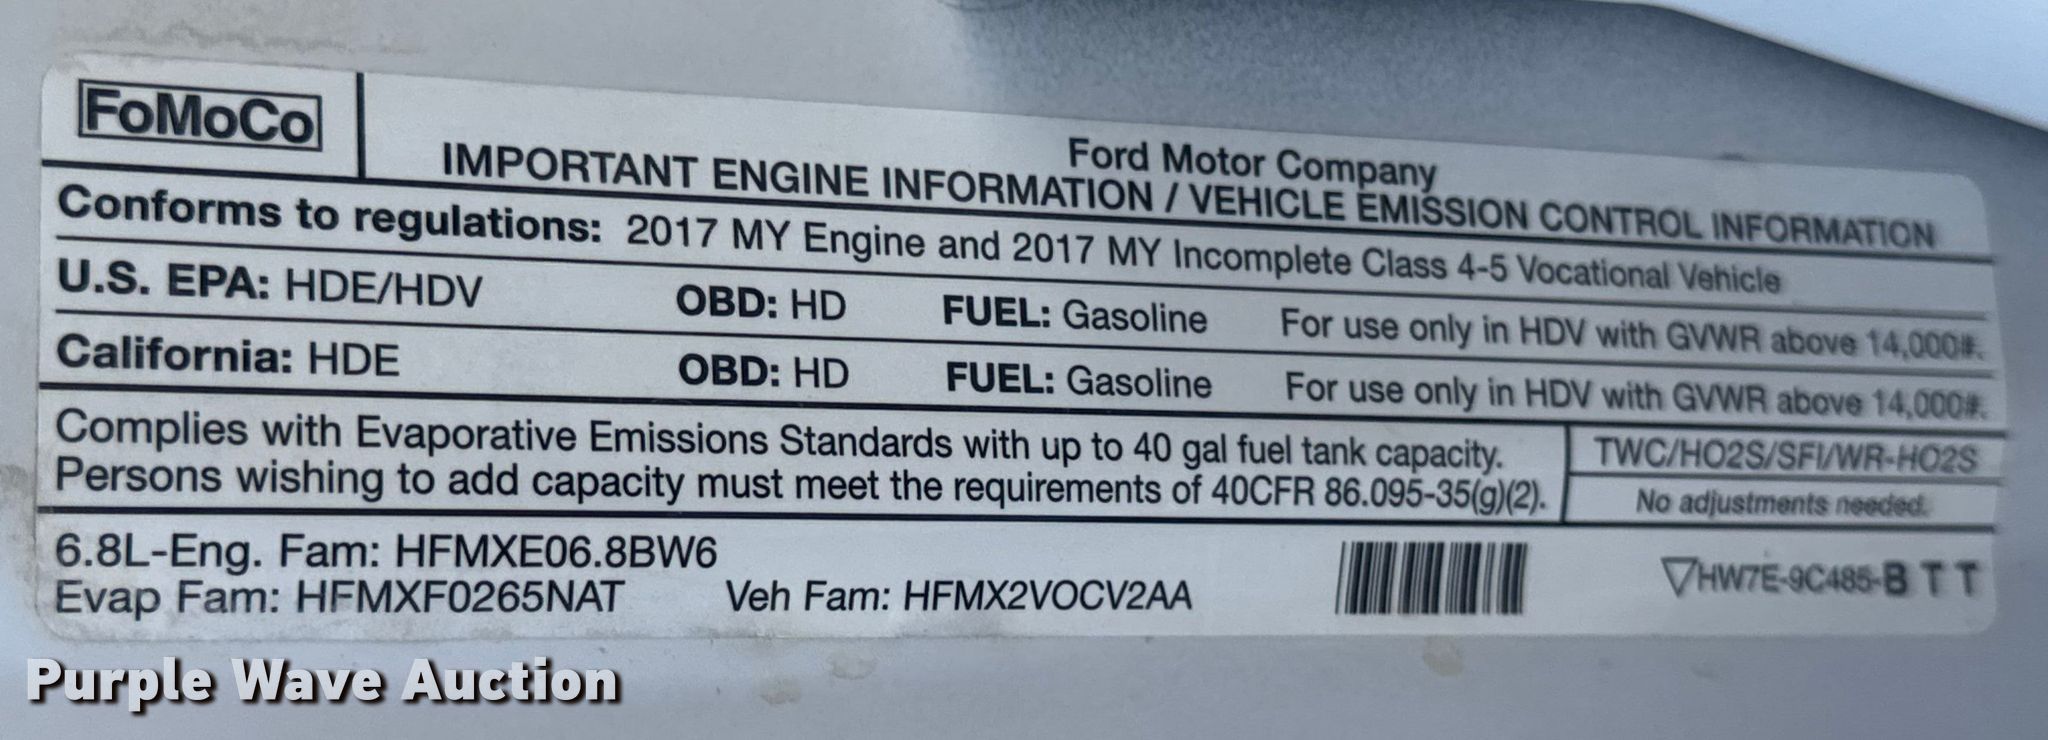 FoMoCo
Ford Motor Company
IMPORTANT ENGINE INFORMATION / VEHICLE EMISSION CONTROL INFORMATION
Conforms to regulations: 2017 MY Engine and 2017 MY Incomplete Class 4-5 Vocational Vehicle
U.S. EPA: HDE/HDV OBD: HD FUEL: Gasoline For use only in HDV with GVWR above 14,000#.
California: HDE OBD: HD FUEL: Gasoline For use only in HDV with GVWR above 14,000#.
Complies with Evaporative Emissions Standards with up to 40 gal fuel tank capacity.
Persons wishing to add capacity must meet the requirements of 40CFR 86.095-35(g)(2).
TWC/HO2S/SFI/WR-HO2S
No adjustments needed.
6.8L-Eng. Fam: HFMXE06.8BW6
Evap Fam: HFMXF0265NAT Veh Fam: HFMX2VOCV2AA
▽HW7E-9C485-B T T
Purple Wave Auction